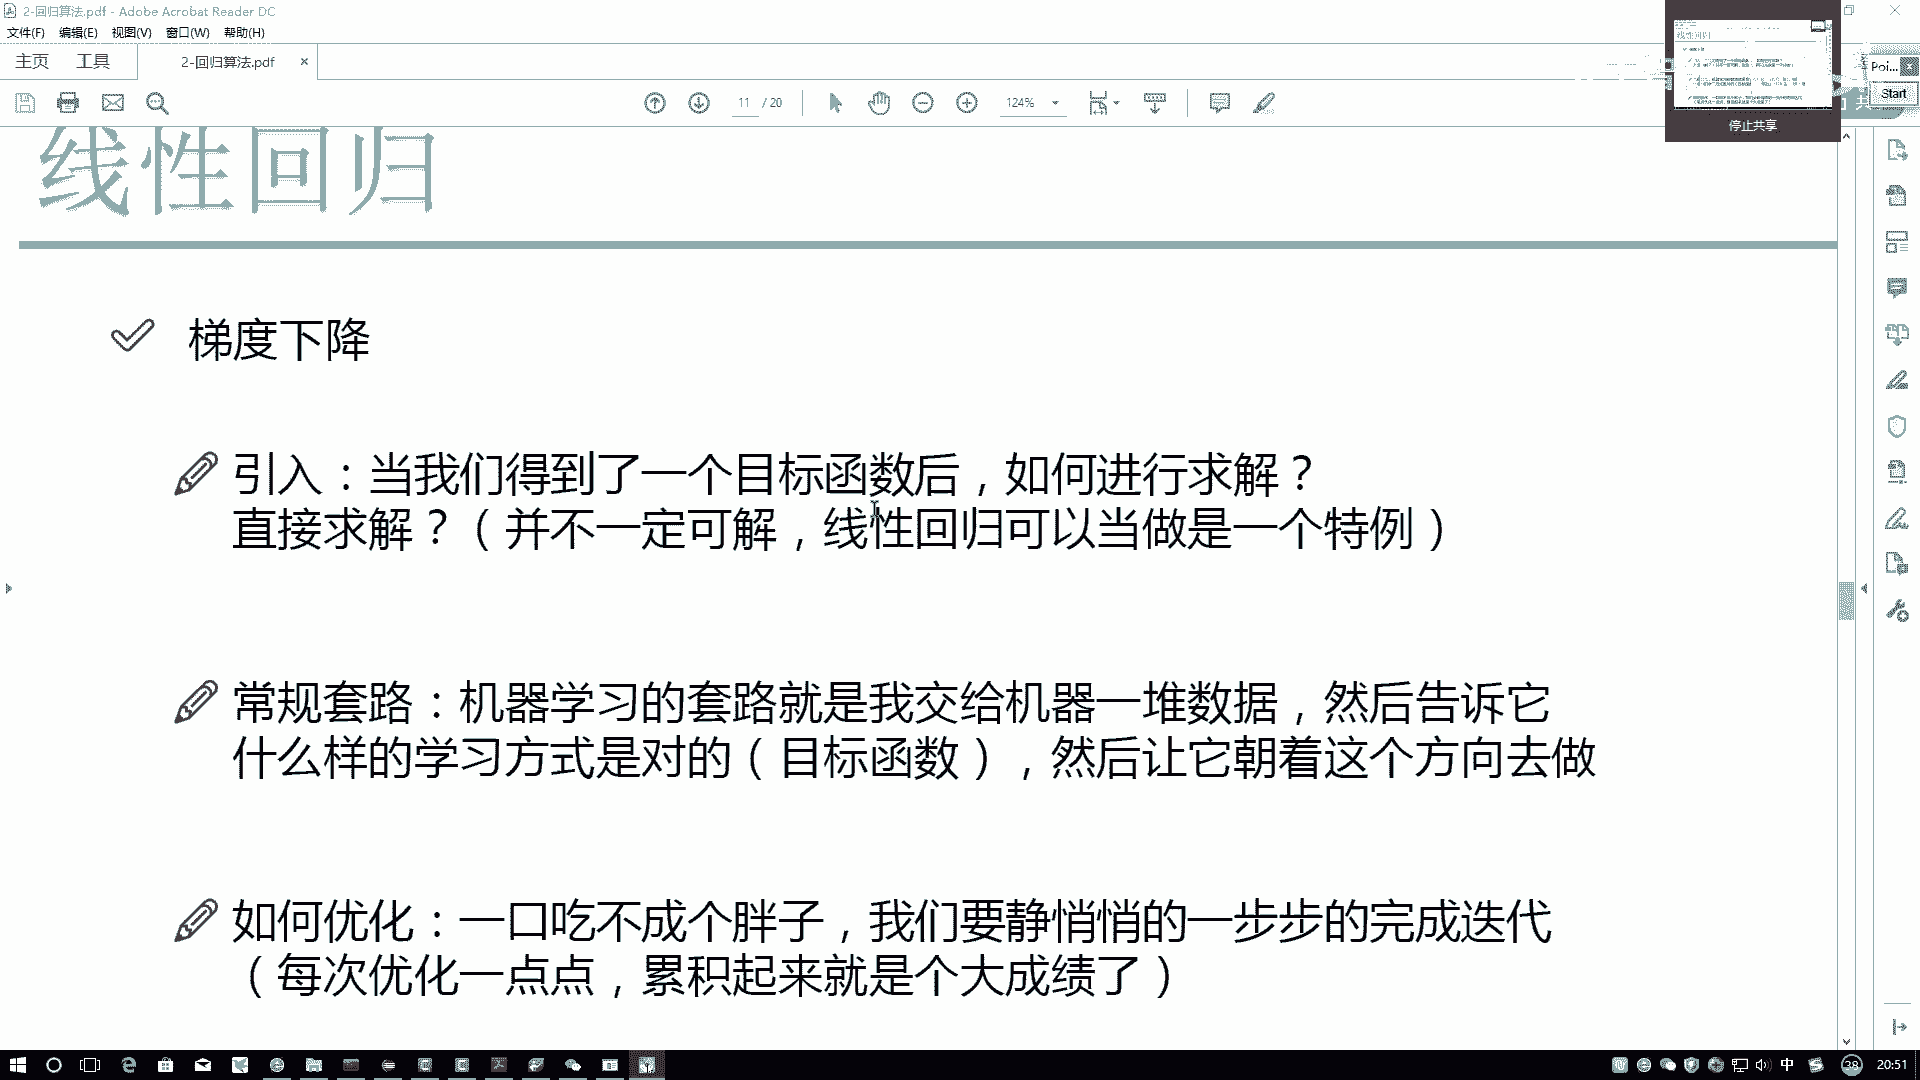 2-回归算法.pdf - Adobe Acrobat Reader DC
文件(F) 编辑(E) 视图(V) 窗口(W) 帮助(H)
主页 工具 2-回归算法.pdf
11 / 20 124%
Poi...
Start
停止共享
线性回归
梯度下降
引入：当我们得到了一个目标函数后，如何进行求解？
直接求解？（并不一定可解，线性回归可以当做是一个特例）
常规套路：机器学习的套路就是我交给机器一堆数据，然后告诉它
什么样的学习方式是对的（目标函数），然后让它朝着这个方向去做
如何优化：一口吃不成个胖子，我们要静悄悄的一步步的完成迭代
（每次优化一点点，累积起来就是个大成绩了）
中 38 20:51